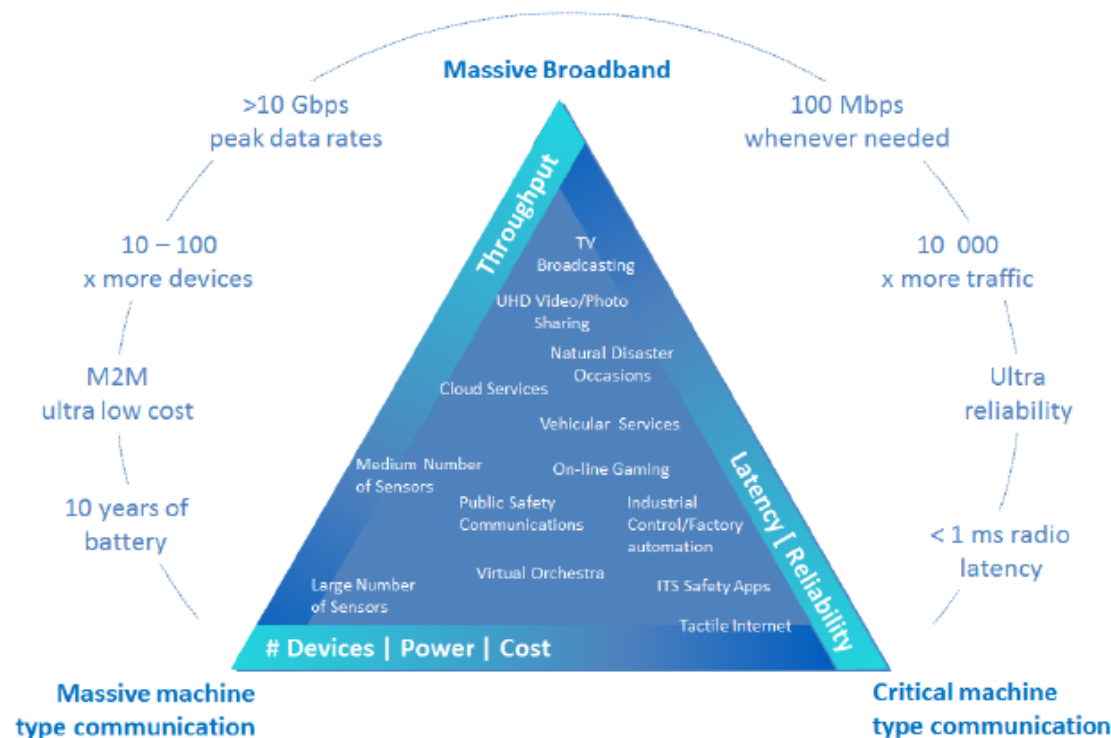 Massive Broadband
>10 Gbps
peak data rates
100 Mbps
whenever needed
10 – 100
x more devices
10 000
x more traffic
M2M
ultra low cost
Ultra
reliability
10 years of
battery
< 1 ms radio
latency
Throughput
Latency [ Reliability
# Devices | Power | Cost
TV
Broadcasting
UHD Video/Photo
Sharing
Natural Disaster
Occasions
Cloud Services
Vehicular Services
Medium Number
of Sensors
On-line Gaming
Public Safety
Communications
Industrial
Control/Factory
automation
Virtual Orchestra
Large Number
of Sensors
ITS Safety Apps
Tactile Internet
Massive machine
type communication
Critical machine
type communication